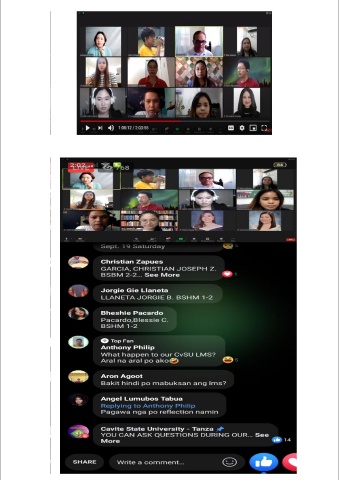 1:08:12 / 2:03:55
2:02
Sept. 19 Saturday
Christian Zapues
GARCIA, CHRISTIAN JOSEPH Z.
BSBM 2-2... See More
Jorgie Gie Llaneta
LLANETA JORGIE B. BSHM 1-2
Bheshie Pacardo
Pacardo,Blessie C.
BSHM 1-2
Top Fan
Anthony Philip
What happen to our CvSU LMS?
Aral na aral po ako🤣
Aron Agoot
Bakit hindi po mabuksan ang lms?
Angel Lumubos Tabua
Replying to Anthony Philip
Pagawa nga po reflection namin
Cavite State University - Tanza 📌
YOU CAN ASK QUESTIONS DURING OUR... See
More
14
SHARE
Write a comment...